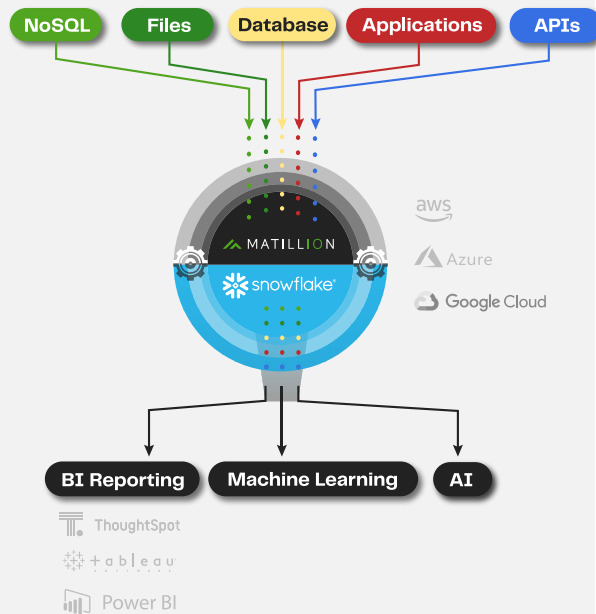 NoSQL
Files
Database
Applications
APIs
MATILLION
snowflake®
aws
Azure
Google Cloud
BI Reporting
Machine Learning
AI
ThoughtSpot
tableau
Power BI